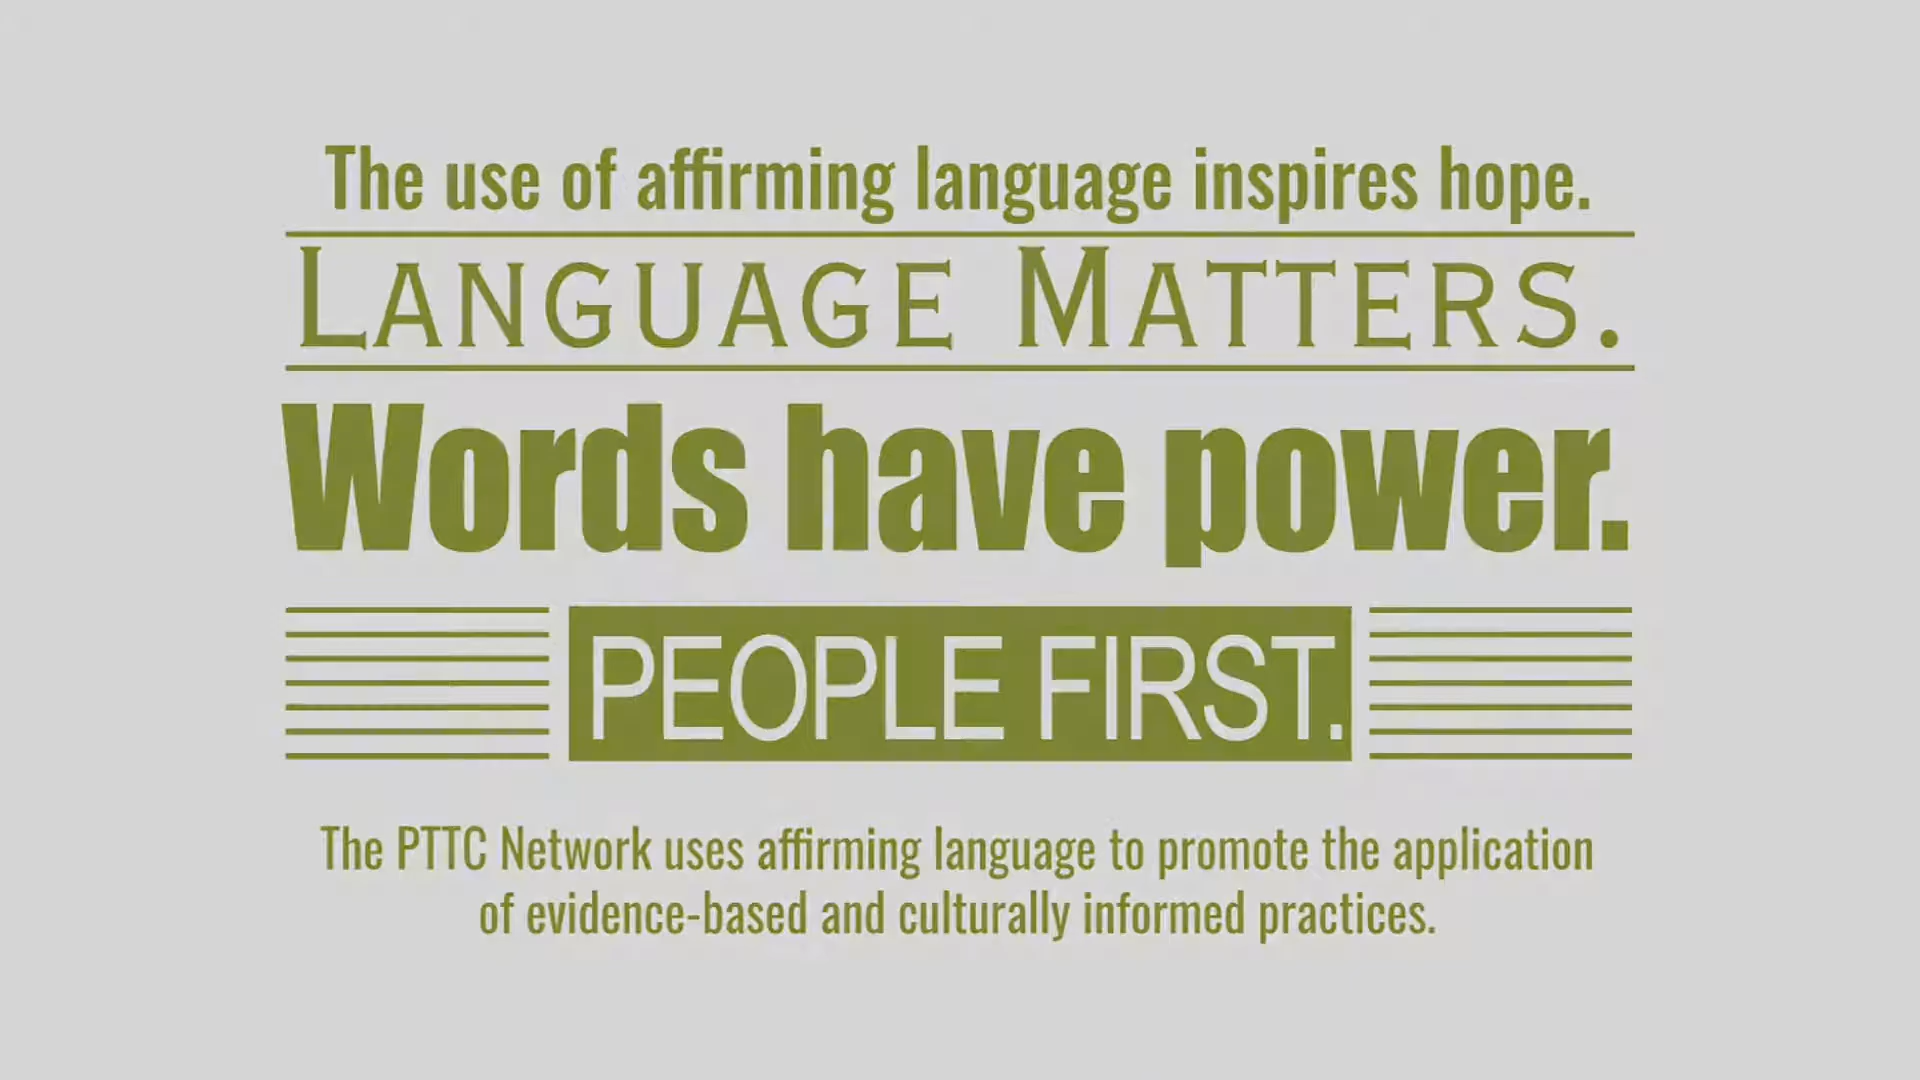 The use of affirming language inspires hope.
LANGUAGE MATTERS.
Words have power.
PEOPLE FIRST.
The PTTC Network uses affirming language to promote the application
of evidence-based and culturally informed practices.